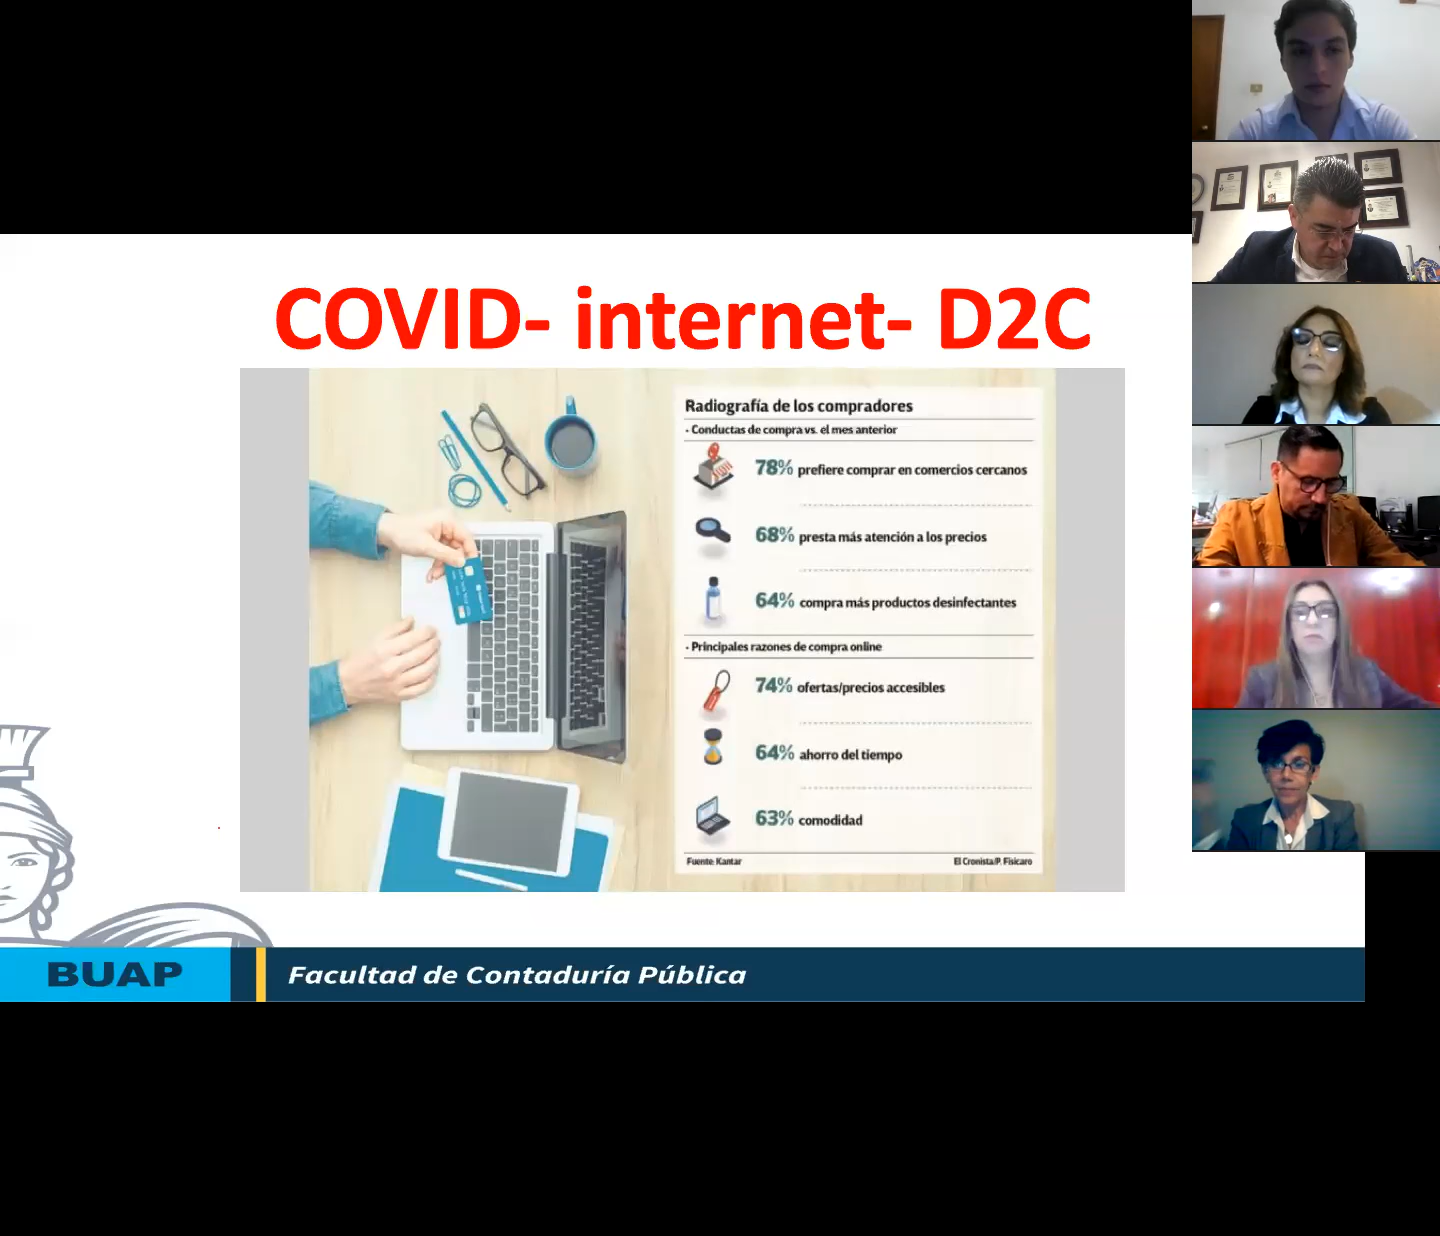 COVID- internet- D2C
Radiografía de los compradores
· Conductas de compra vs. el mes anterior
78% prefiere comprar en comercios cercanos
68% presta más atención a los precios
64% compra más productos desinfectantes
· Principales razones de compra online
74% ofertas/precios accesibles
64% ahorro del tiempo
63% comodidad
Fuente: Kantar
El Cronista/P. Fisicaro
BUAP
Facultad de Contaduría Pública